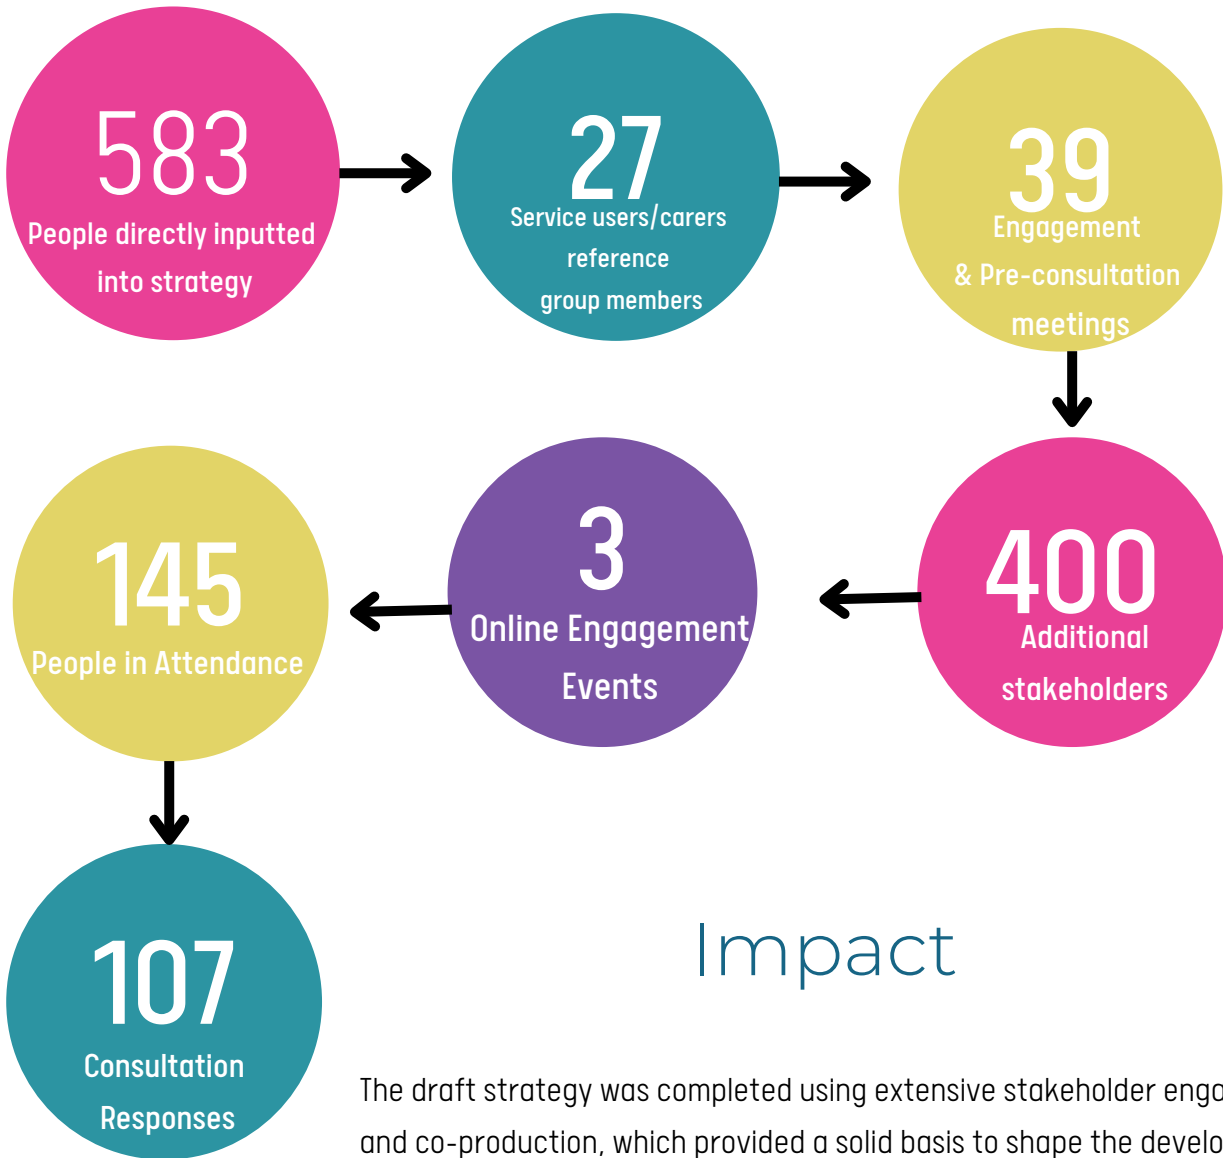 583
People directly inputted
into strategy
27
Service users/carers
reference
group members
39
Engagement
& Pre-consultation
meetings
400
Additional
stakeholders
3
Online Engagement
Events
145
People in Attendance
107
Consultation
Responses
Impact
The draft strategy was completed using extensive stakeholder
and co-production, which provided a solid basis to shape the